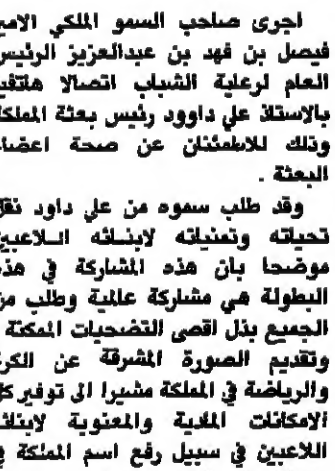 اجرى صاحب السمو الملكي الامير
فيصل بن فهد بن عبدالعزيز الرئيس
العام لرعاية الشباب اتصالا هاتفيا
بالاستاذ علي داوود رئيس بعثة المملكة
وذلك للاطمئنان عن صحة اعضاء
البعثة .
وقد طلب سموه من علي داود نقل
تحياته وتمنياته لابنائه اللاعبين
موضحا بأن هذه المشاركة في هذه
البطولة هي مشاركة عالمية وطلب من
الجميع بذل اقصى التضحيات الممكنة
وتقديم الصورة المشرقة عن الكرة
والرياضة في المملكة مشيرا الى توفير كل
الامكانات المادية والمعنوية لابنائه
اللاعبين في سبيل رفع اسم المملكة في